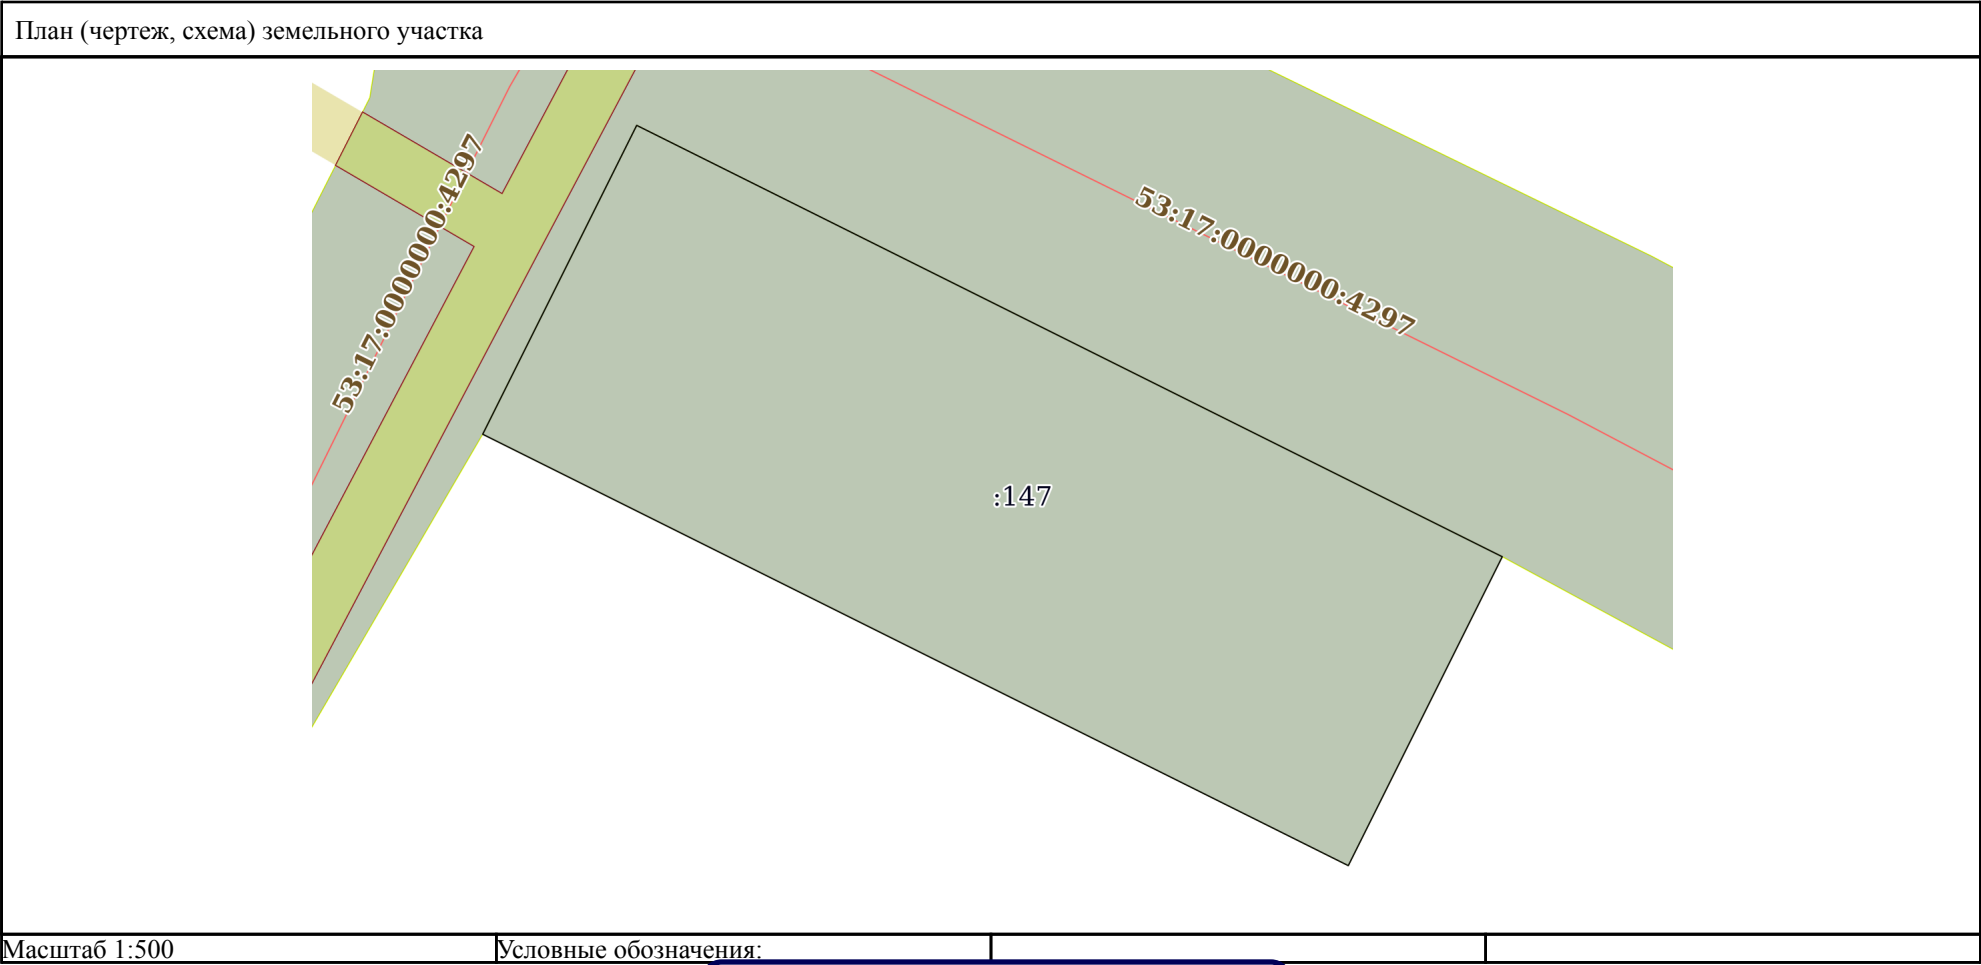 План (чертеж, схема) земельного участка
53:17:0000000:4297
53:17:0000000:4297
:147
Масштаб 1:500
Условные обозначения: